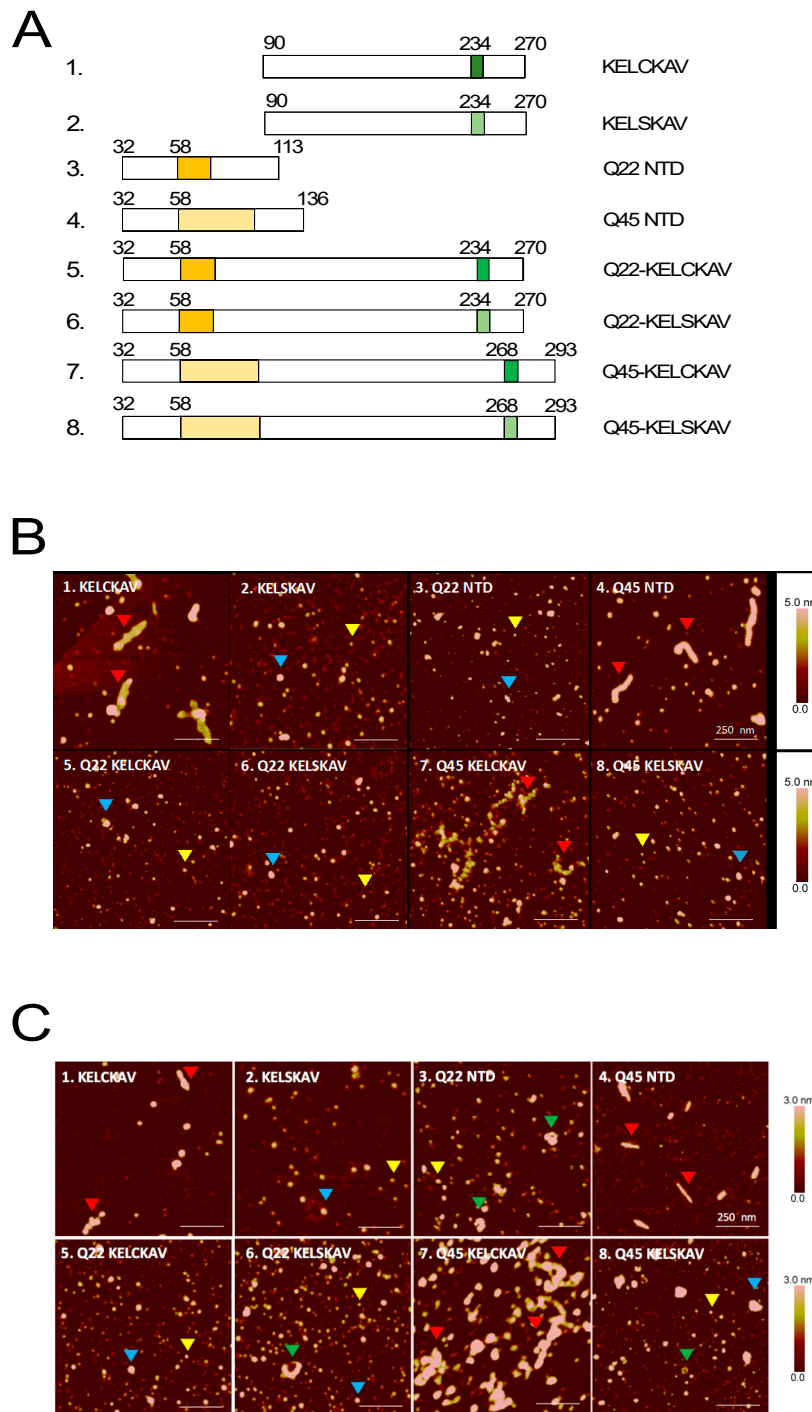 A
90 234 270
1. KELCKAV
90 234 270
2. KELSKAV
32 58 113
3. Q22 NTD
32 58 136
4. Q45 NTD
32 58 234 270
5. Q22-KELCKAV
32 58 234 270
6. Q22-KELSKAV
32 58 268 293
7. Q45-KELCKAV
32 58 268 293
8. Q45-KELSKAV
B
1. KELCKAV 2. KELSKAV 3. Q22 NTD 4. Q45 NTD
5.0 nm
250 nm
0.0
5. Q22 KELCKAV 6. Q22 KELSKAV 7. Q45 KELCKAV 8. Q45 KELSKAV
5.0 nm
0.0
C
1. KELCKAV 2. KELSKAV 3. Q22 NTD 4. Q45 NTD
3.0 nm
250 nm
0.0
5. Q22 KELCKAV 6. Q22 KELSKAV 7. Q45 KELCKAV 8. Q45 KELSKAV
3.0 nm
0.0